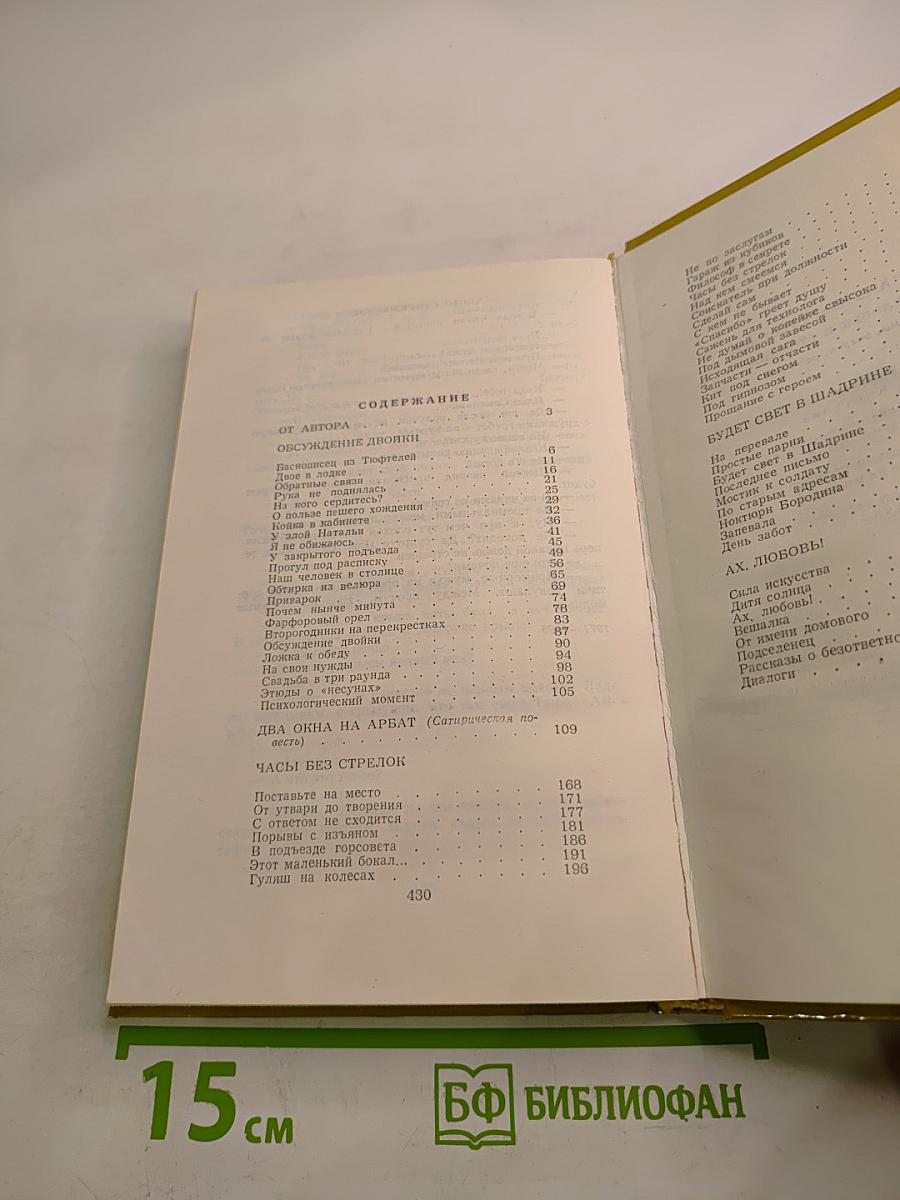 СОДЕРЖАНИЕ
ОТ АВТОРА . . . . . . . . . . 3
ОБСУЖДЕНИЕ ДВОЙКИ
Баснописец из Тюфтелей . . . . . . . 6
Двое в лодке . . . . . . . . . . 11
Обратные связи . . . . . . . . . 16
Рука не поднялась . . . . . . . . 21
На кого сердитесь? . . . . . . . . 25
О пользе пешего хождения . . . . . . 29
Койка в кабинете . . . . . . . . 32
У злой Натальи . . . . . . . . . 36
Я не обижаюсь . . . . . . . . . 41
У закрытого подъезда . . . . . . . 45
Прогул под расписку . . . . . . . 49
Наш человек в столице . . . . . . . 56
Обтирка из велюра . . . . . . . . 65
Приварок . . . . . . . . . . . 69
Почем нынче минута . . . . . . . . 74
Фарфоровый орел . . . . . . . . . 78
Второгодники на перекрестках . . . . . 83
Обсуждение двойки . . . . . . . . 87
Ложка к обеду . . . . . . . . . 90
На свои нужды . . . . . . . . . 94
Свадьба в три раунда . . . . . . . 98
Этюды о «несунах» . . . . . . . . 102
Психологический момент . . . . . . . 105
ДВА ОКНА НА АРБАТ (Сатирическая по-
весть) . . . . . . . . . . . 109
ЧАСЫ БЕЗ СТРЕЛОК
Поставьте на место . . . . . . . . 168
От утвари до творения . . . . . . . 171
С ответом не сходится . . . . . . . 177
Порывы с изъяном . . . . . . . . 181
В подъезде горсовета . . . . . . . 186
Этот маленький бокал... . . . . . . . 191
Гуляш на колесах . . . . . . . . 196
430
Не по заслугам . . . . .
Гараж из кубиков . . . . .
Философ в секрете . . . . .
Часы без стрелок . . . . .
Над кем смеемся . . . . .
Соискатель при должности . . .
Сделай сам . . . . .
С кем не бывает . . . . .
«Спасибо» греет душу . . . .
Сажень для технолога . . . .
Не думай о копейке свысока
Под дымовой завесой . . . .
Исходящая сага . . . . .
Запчасти — отчасти . . . .
Кит под снегом . . . . .
Под гипнозом . . . . .
Прощание с героем . . . .
БУДЕТ СВЕТ В ШАДРИНЕ
На перевале . . . . .
Простые парни . . . . .
Будет свет в Шадрине . . .
Последнее письмо . . . .
Мостик к солдату . . . .
По старым адресам . . . .
Ноктюрн Бородина . . . .
Запевала . . . . .
День забот . . . . .
АХ, ЛЮБОВЬ!
Сила искусства . . .
Дитя солнца . . . .
Ах, любовь! . . . .
Вешалка . . . . .
От имени домового . . .
Подселенец . . . .
Рассказы о безответно
Диалоги . . . .
15 см
БФ БИБЛИОФАН